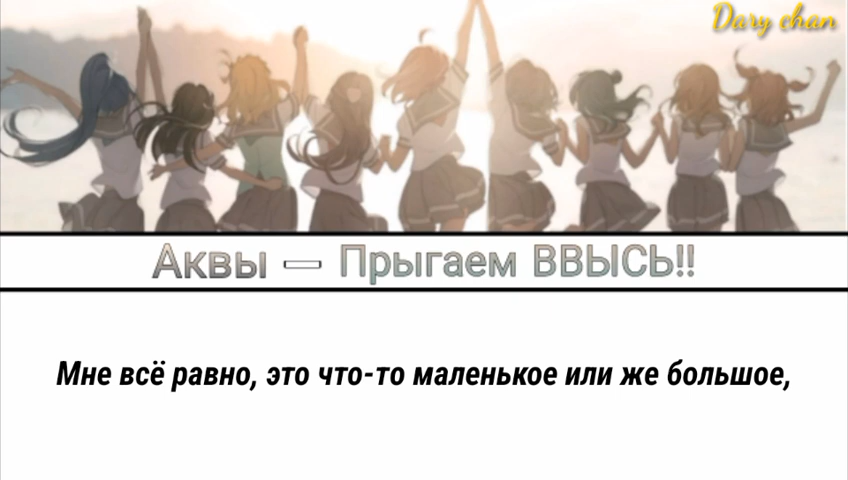 Dary chan
Аквы — Прыгаем ВВЫСЬ!!
Мне всё равно, это что-то маленькое или же большое,